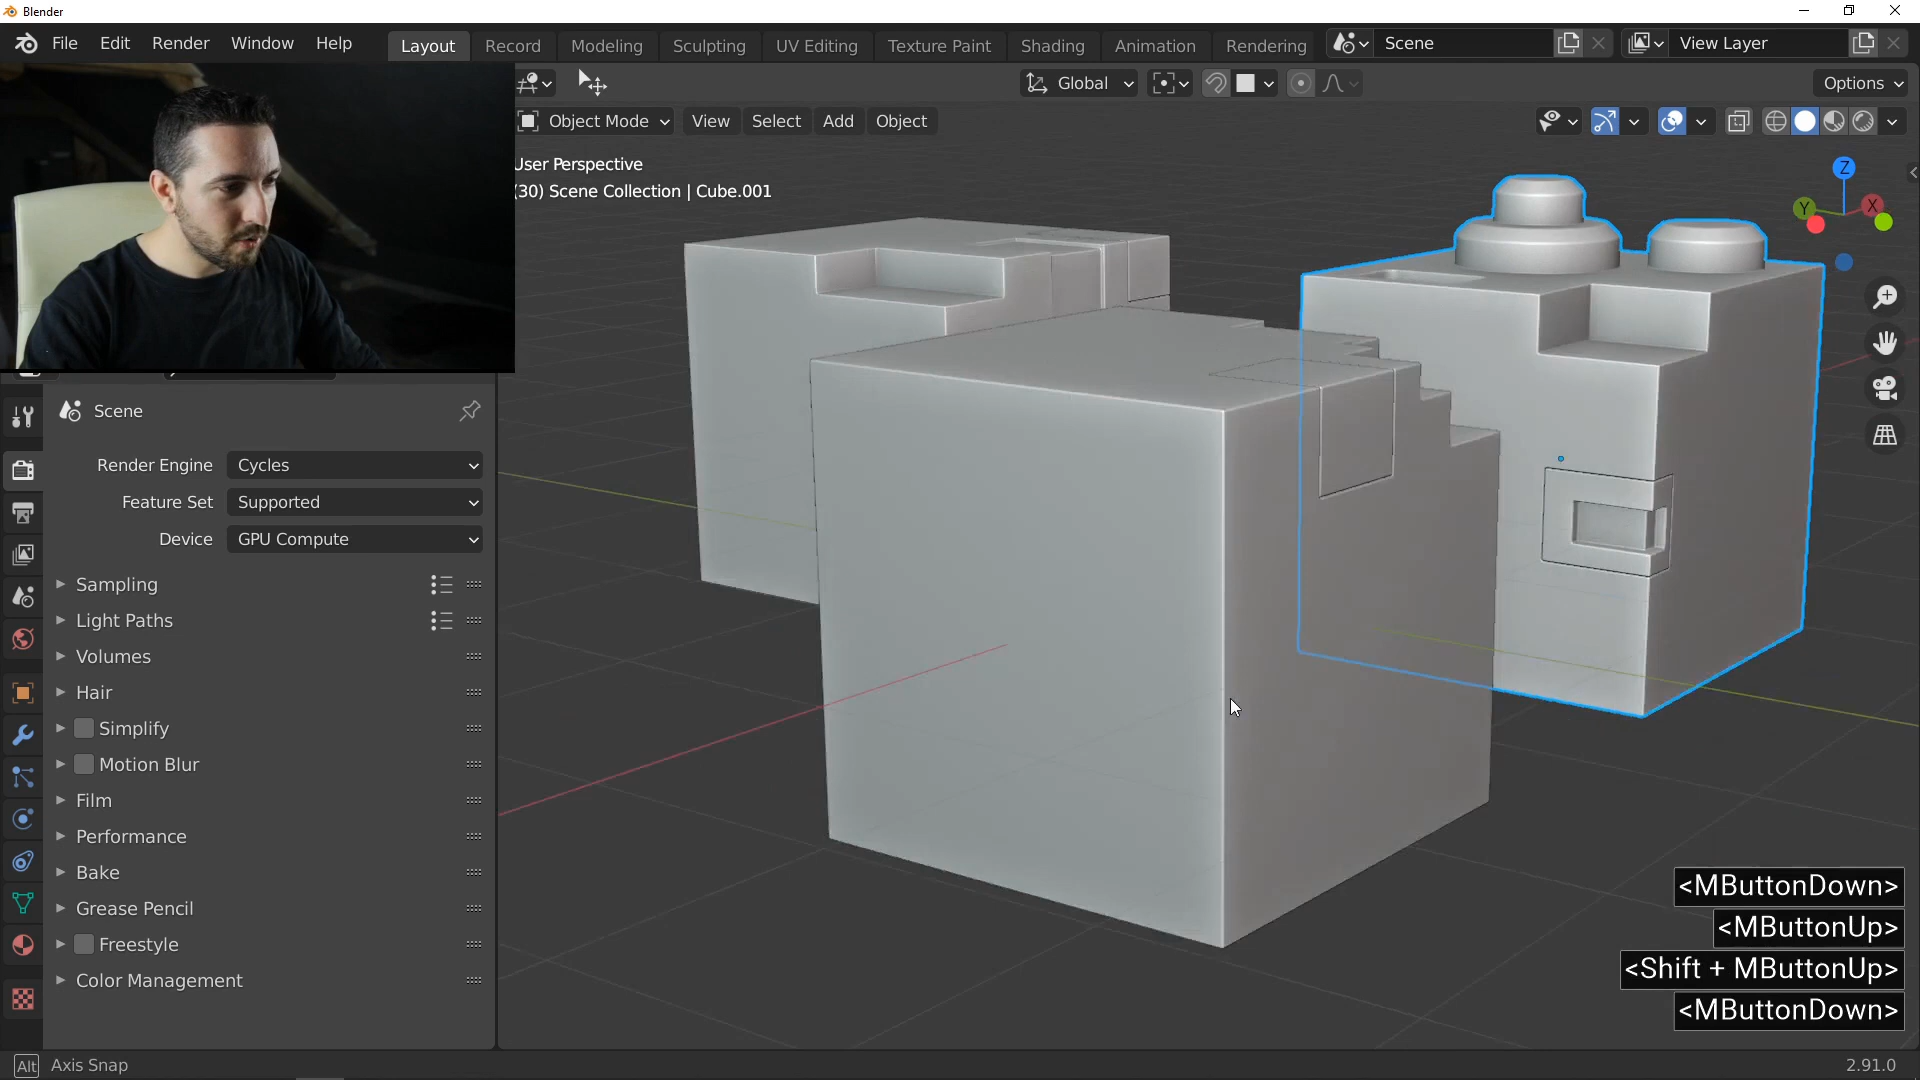 Blender
File Edit Render Window Help
Layout Record Modeling Sculpting UV Editing Texture Paint Shading Animation Rendering
Scene
View Layer
Global
Options
Object Mode View Select Add Object
User Perspective
(30) Scene Collection | Cube.001
Z
Y
X
Scene
Render Engine Cycles
Feature Set Supported
Device GPU Compute
Sampling
Light Paths
Volumes
Hair
Simplify
Motion Blur
Film
Performance
Bake
Grease Pencil
Freestyle
Color Management
<MButtonDown>
<MButtonUp>
<Shift + MButtonUp>
<MButtonDown>
Alt Axis Snap
2.91.0